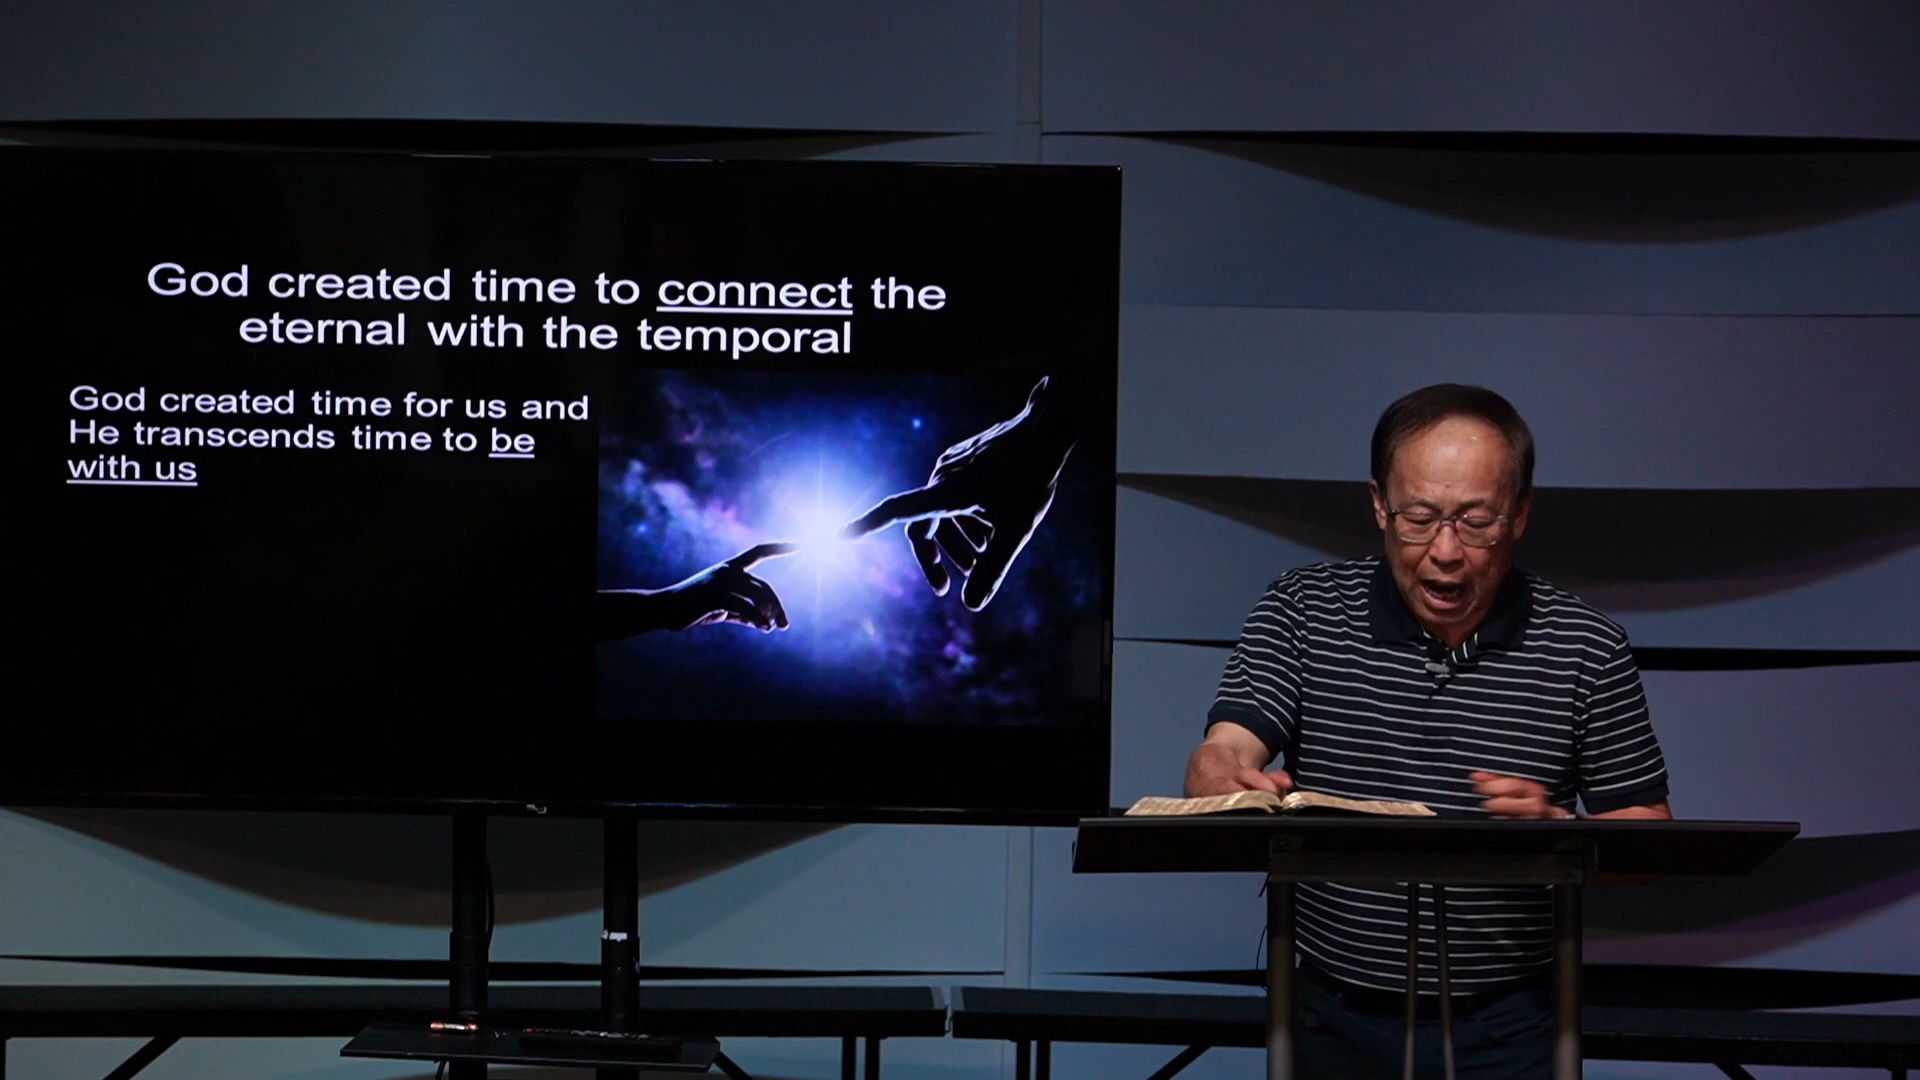 God created time to connect the
eternal with the temporal
God created time for us and
He transcends time to be
with us